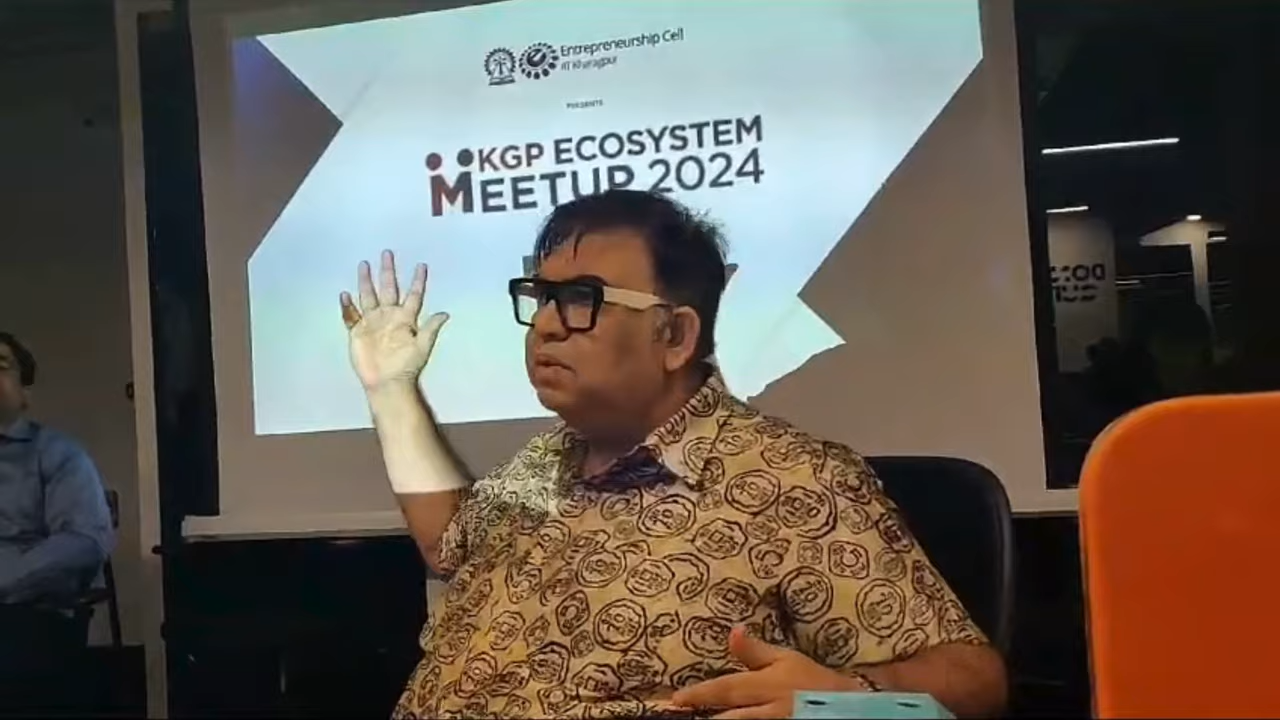 Entrepreneurship Cell
IIT Kharagpur
PRESENTS
KGP ECOSYSTEM
MEETUP 2024